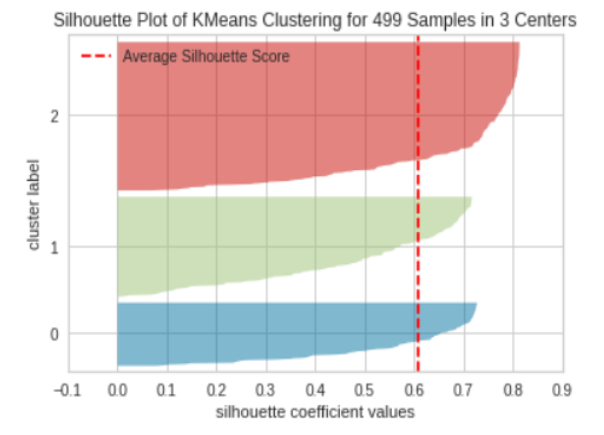 Silhouette Plot of KMeans Clustering for 499 Samples in 3 Centers
Average Silhouette Score
cluster label
2
1
0
−0.1 0.0 0.1 0.2 0.3 0.4 0.5 0.6 0.7 0.8 0.9
silhouette coefficient values